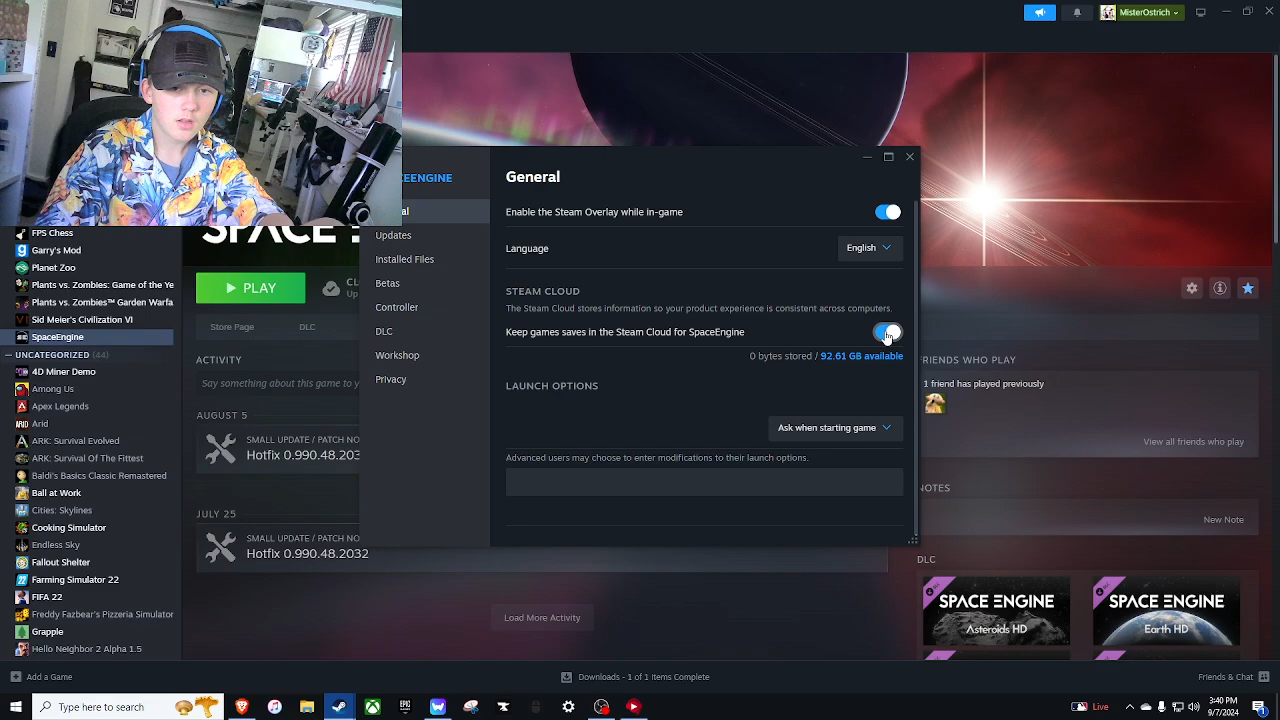 MisterOstrich
EEENGINE
al
Updates
Installed Files
Betas
Controller
DLC
Workshop
Privacy
General
Enable the Steam Overlay while in-game
Language
English
STEAM CLOUD
The Steam Cloud stores information so your product experience is consistent across computers.
Keep games saves in the Steam Cloud for SpaceEngine
0 bytes stored / 92.61 GB available
LAUNCH OPTIONS
Ask when starting game
Advanced users may choose to enter modifications to their launch options.
FPS Chess
Garry's Mod
Planet Zoo
Plants vs. Zombies: Game of the Ye
Plants vs. Zombies™ Garden Warfa
Sid Meier's Civilization VI
SpaceEngine
UNCATEGORIZED (44)
4D Miner Demo
Among Us
Apex Legends
Arid
ARK: Survival Evolved
ARK: Survival Of The Fittest
Baldi's Basics Classic Remastered
Ball at Work
Cities: Skylines
Cooking Simulator
Endless Sky
Fallout Shelter
Farming Simulator 22
FIFA 22
Freddy Fazbear's Pizzeria Simulator
Grapple
Hello Neighbor 2 Alpha 1.5
SPACE E
PLAY
CL
Up
Store Page
DLC
ACTIVITY
Say something about this game to y
AUGUST 5
SMALL UPDATE / PATCH NO
Hotfix 0.990.48.203
JULY 25
SMALL UPDATE / PATCH NO
Hotfix 0.990.48.2032
Load More Activity
FRIENDS WHO PLAY
1 friend has played previously
View all friends who play
NOTES
New Note
DLC
SPACE ENGINE
Asteroids HD
SPACE ENGINE
Earth HD
Add a Game
Downloads - 1 of 1 Items Complete
Friends & Chat
Type here to search
EPIC
Live
3:40 PM
9/7/2024